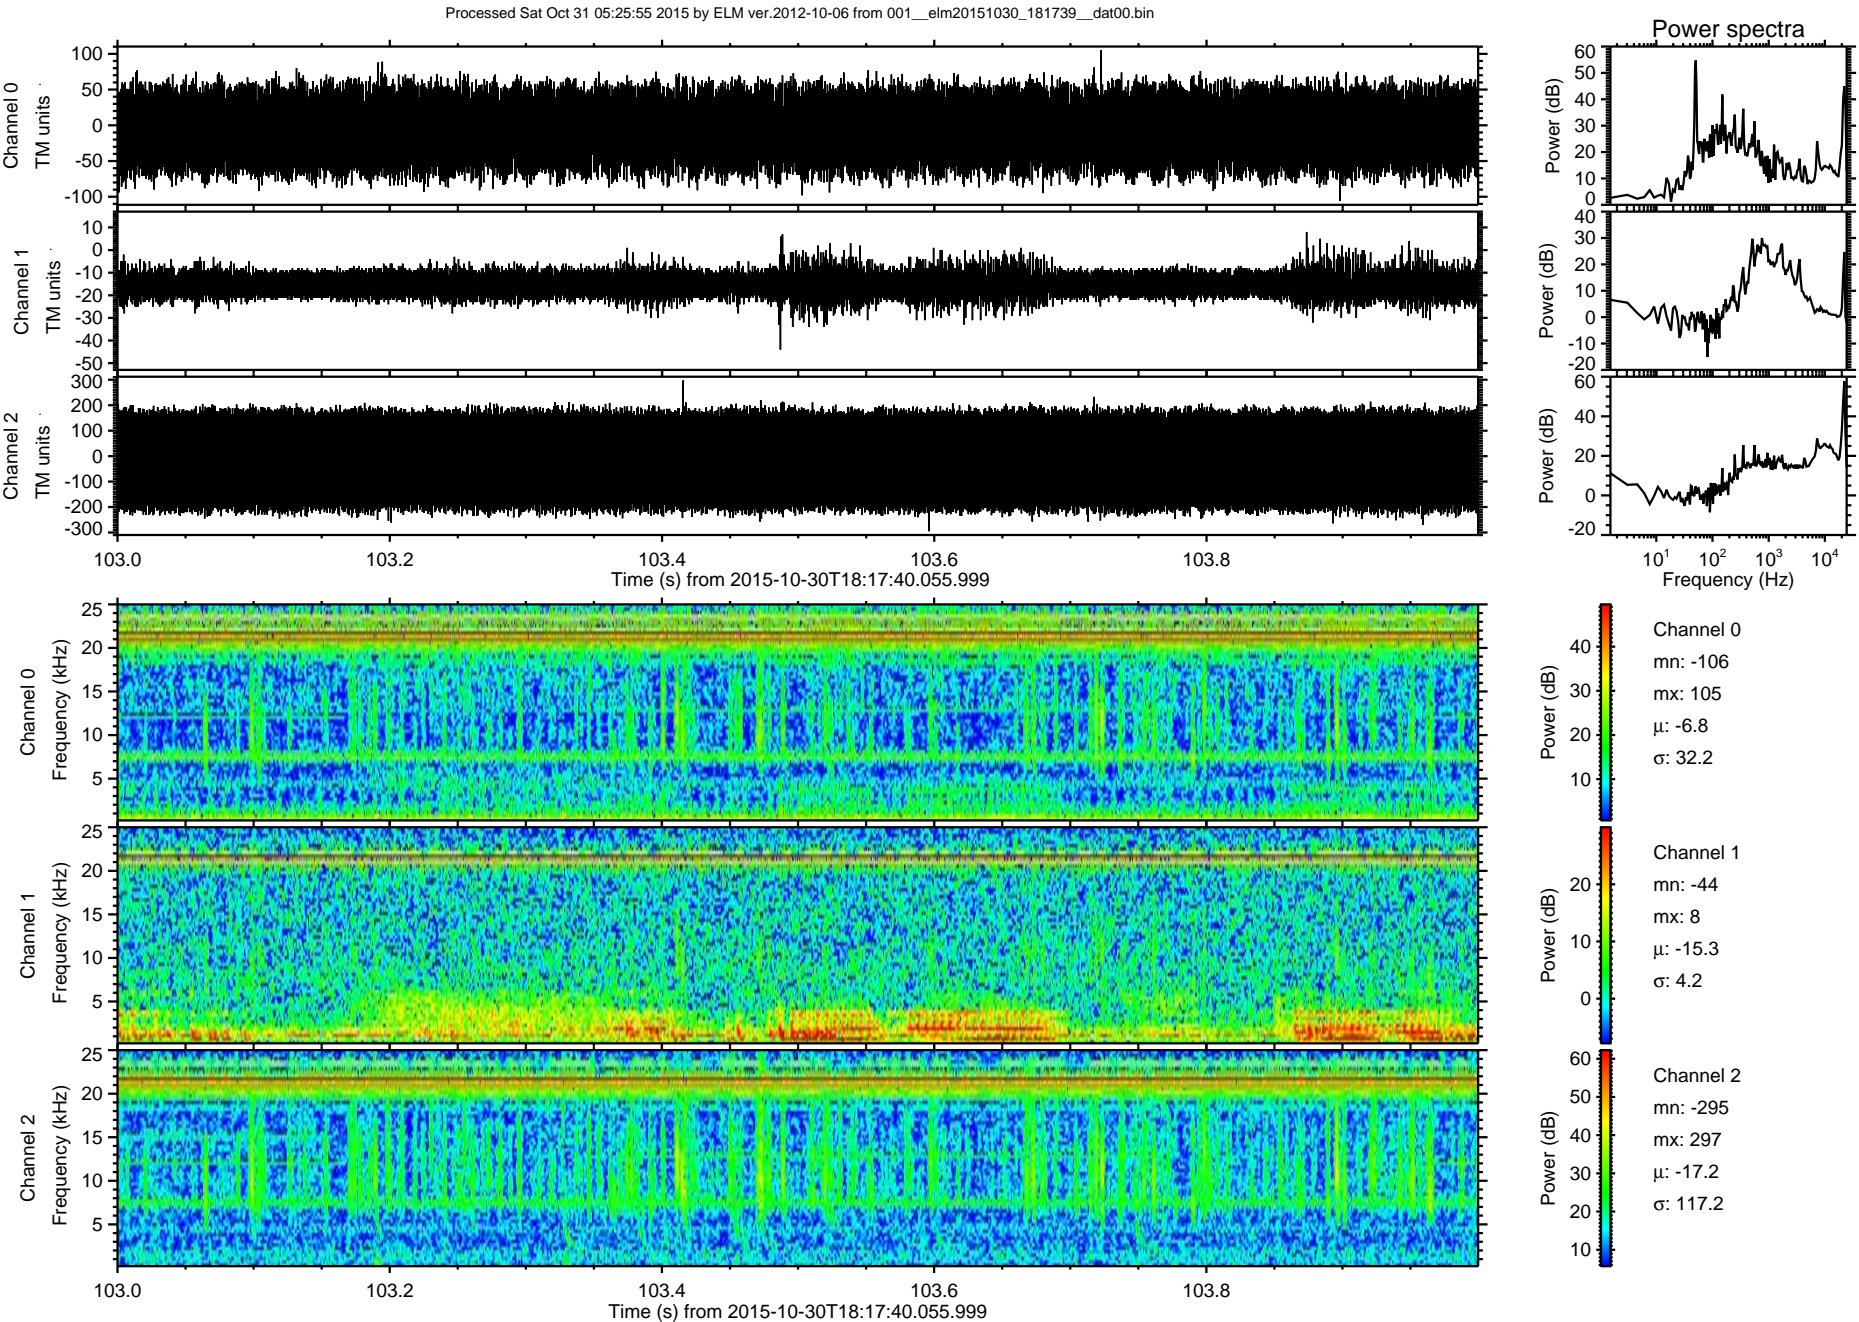 Processed Sat Oct 31 05:25:55 2015 by ELM ver.2012-10-06 from 001__elm20151030_181739__dat00.bin
Power spectra
Channel 0
TM units
100
50
0
-50
-100
Power (dB)
60
50
40
30
20
10
0
Channel 1
TM units
10
0
-10
-20
-30
-40
-50
Power (dB)
40
30
20
10
0
-10
-20
Channel 2
TM units
300
200
100
0
-100
-200
-300
Power (dB)
60
40
20
0
-20
103.0 103.2 103.4 103.6 103.8
Time (s) from 2015-10-30T18:17:40.055.999
10¹ 10² 10³ 10⁴
Frequency (Hz)
Channel 0
Frequency (kHz)
25
20
15
10
5
Power (dB)
40
30
20
10
Channel 0
mn: -106
mx: 105
μ: -6.8
σ: 32.2
Channel 1
Frequency (kHz)
25
20
15
10
5
Power (dB)
20
10
0
Channel 1
mn: -44
mx: 8
μ: -15.3
σ: 4.2
Channel 2
Frequency (kHz)
25
20
15
10
5
Power (dB)
60
50
40
30
20
10
Channel 2
mn: -295
mx: 297
μ: -17.2
σ: 117.2
103.0 103.2 103.4 103.6 103.8
Time (s) from 2015-10-30T18:17:40.055.999